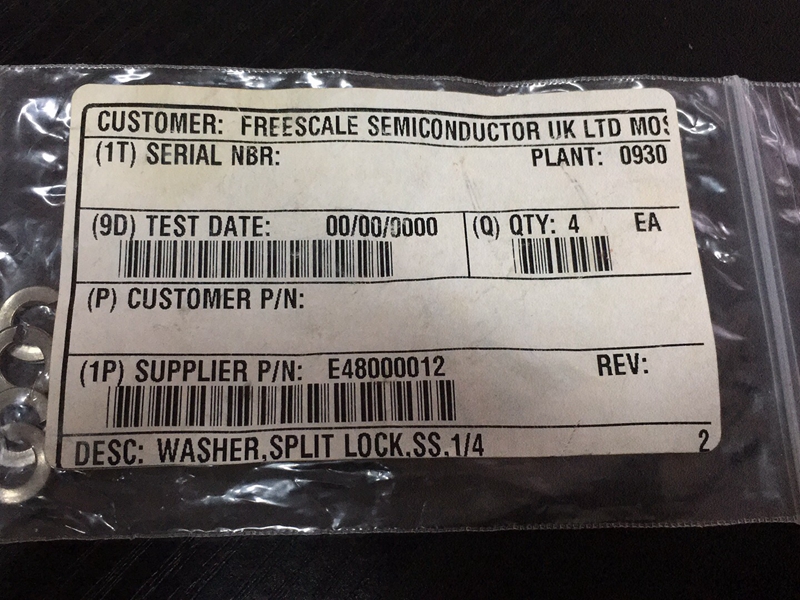 CUSTOMER: FREESCALE SEMICONDUCTOR UK LTD MOS
(1T) SERIAL NBR: PLANT: 0930
(9D) TEST DATE: 00/00/0000 (Q) QTY: 4 EA
(P) CUSTOMER P/N:
(1P) SUPPLIER P/N: E48000012 REV:
DESC: WASHER,SPLIT LOCK,SS,1/4 2